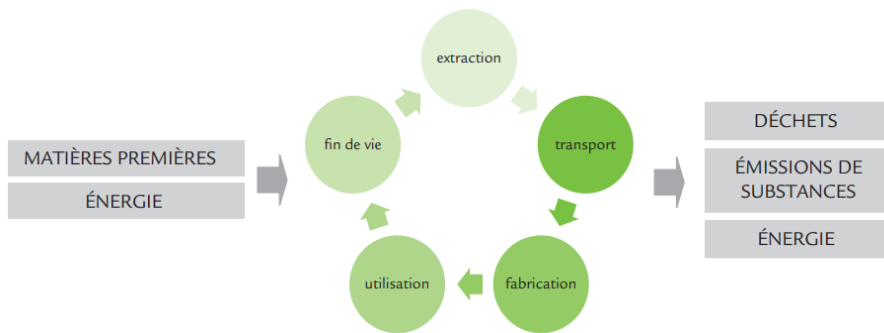 extraction
fin de vie
transport
DÉCHETS
MATIÈRES PREMIÈRES
ÉNERGIE
ÉMISSIONS DE
SUBSTANCES
ÉNERGIE
utilisation
fabrication